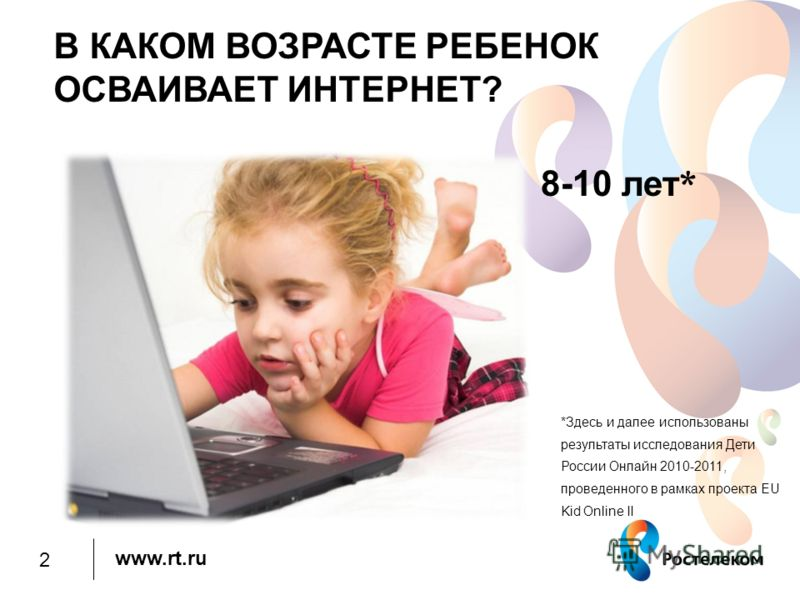 В КАКОМ ВОЗРАСТЕ РЕБЕНОК
ОСВАИВАЕТ ИНТЕРНЕТ?
8-10 лет*
*Здесь и далее использованы
результаты исследования Дети
России Онлайн 2010-2011,
проведенного в рамках проекта EU
Kid Online II
2
www.rt.ru
MyShared
Ростелеком